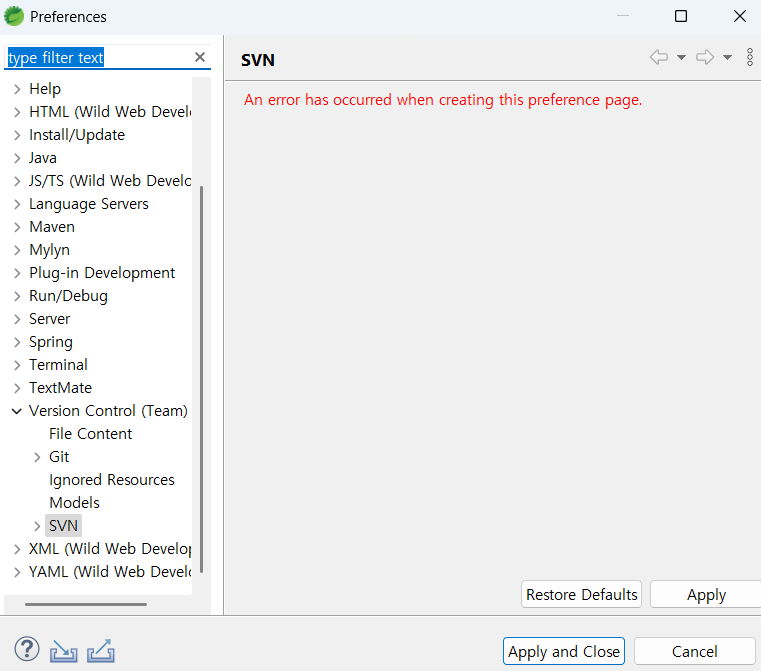 Preferences
type filter text
Help
HTML (Wild Web Devel
Install/Update
Java
JS/TS (Wild Web Develo
Language Servers
Maven
Mylyn
Plug-in Development
Run/Debug
Server
Spring
Terminal
TextMate
Version Control (Team)
File Content
Git
Ignored Resources
Models
SVN
XML (Wild Web Develop
YAML (Wild Web Develo
SVN
An error has occurred when creating this preference page.
Restore Defaults
Apply
Apply and Close
Cancel